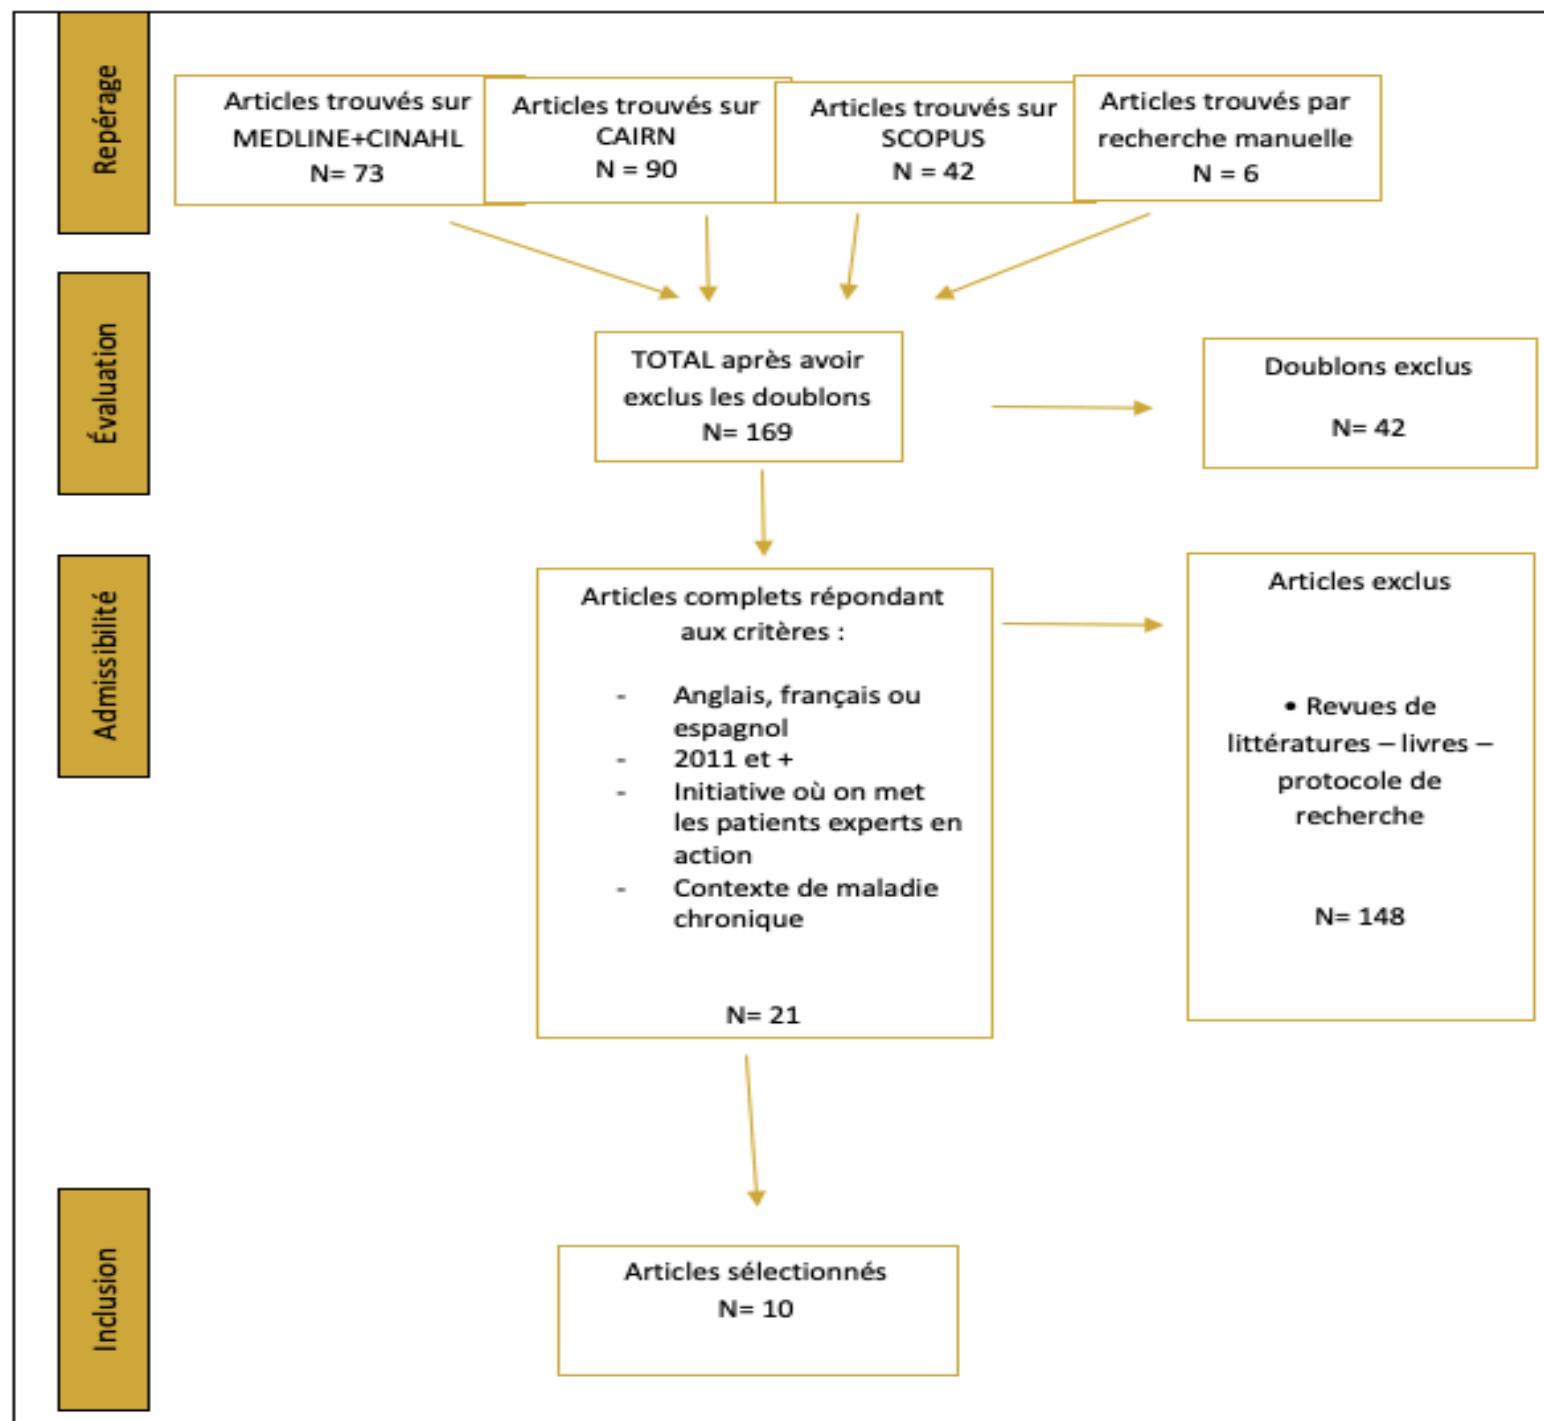 Repérage
Articles trouvés sur
MEDLINE+CINAHL
N= 73
Articles trouvés sur
CAIRN
N = 90
Articles trouvés sur
SCOPUS
N = 42
Articles trouvés par
recherche manuelle
N = 6
Évaluation
TOTAL après avoir
exclus les doublons
N= 169
Doublons exclus
N= 42
Admissibilité
Articles complets répondant
aux critères :
- Anglais, français ou
espagnol
- 2011 et +
- Initiative où on met
les patients experts en
action
- Contexte de maladie
chronique
N= 21
Articles exclus
• Revues de
littératures – livres –
protocole de
recherche
N= 148
Inclusion
Articles sélectionnés
N= 10